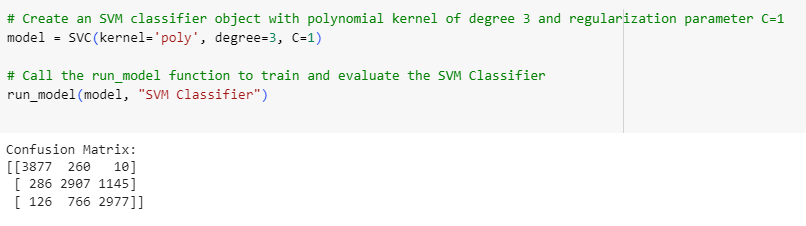 # Create an SVM classifier object with polynomial kernel of degree 3 and regularization parameter C=1
model = SVC(kernel='poly', degree=3, C=1)
# Call the run_model function to train and evaluate the SVM Classifier
run_model(model, "SVM Classifier")
Confusion Matrix:
[[3877  260   10]
 [ 286 2907 1145]
 [ 126  766 2977]]